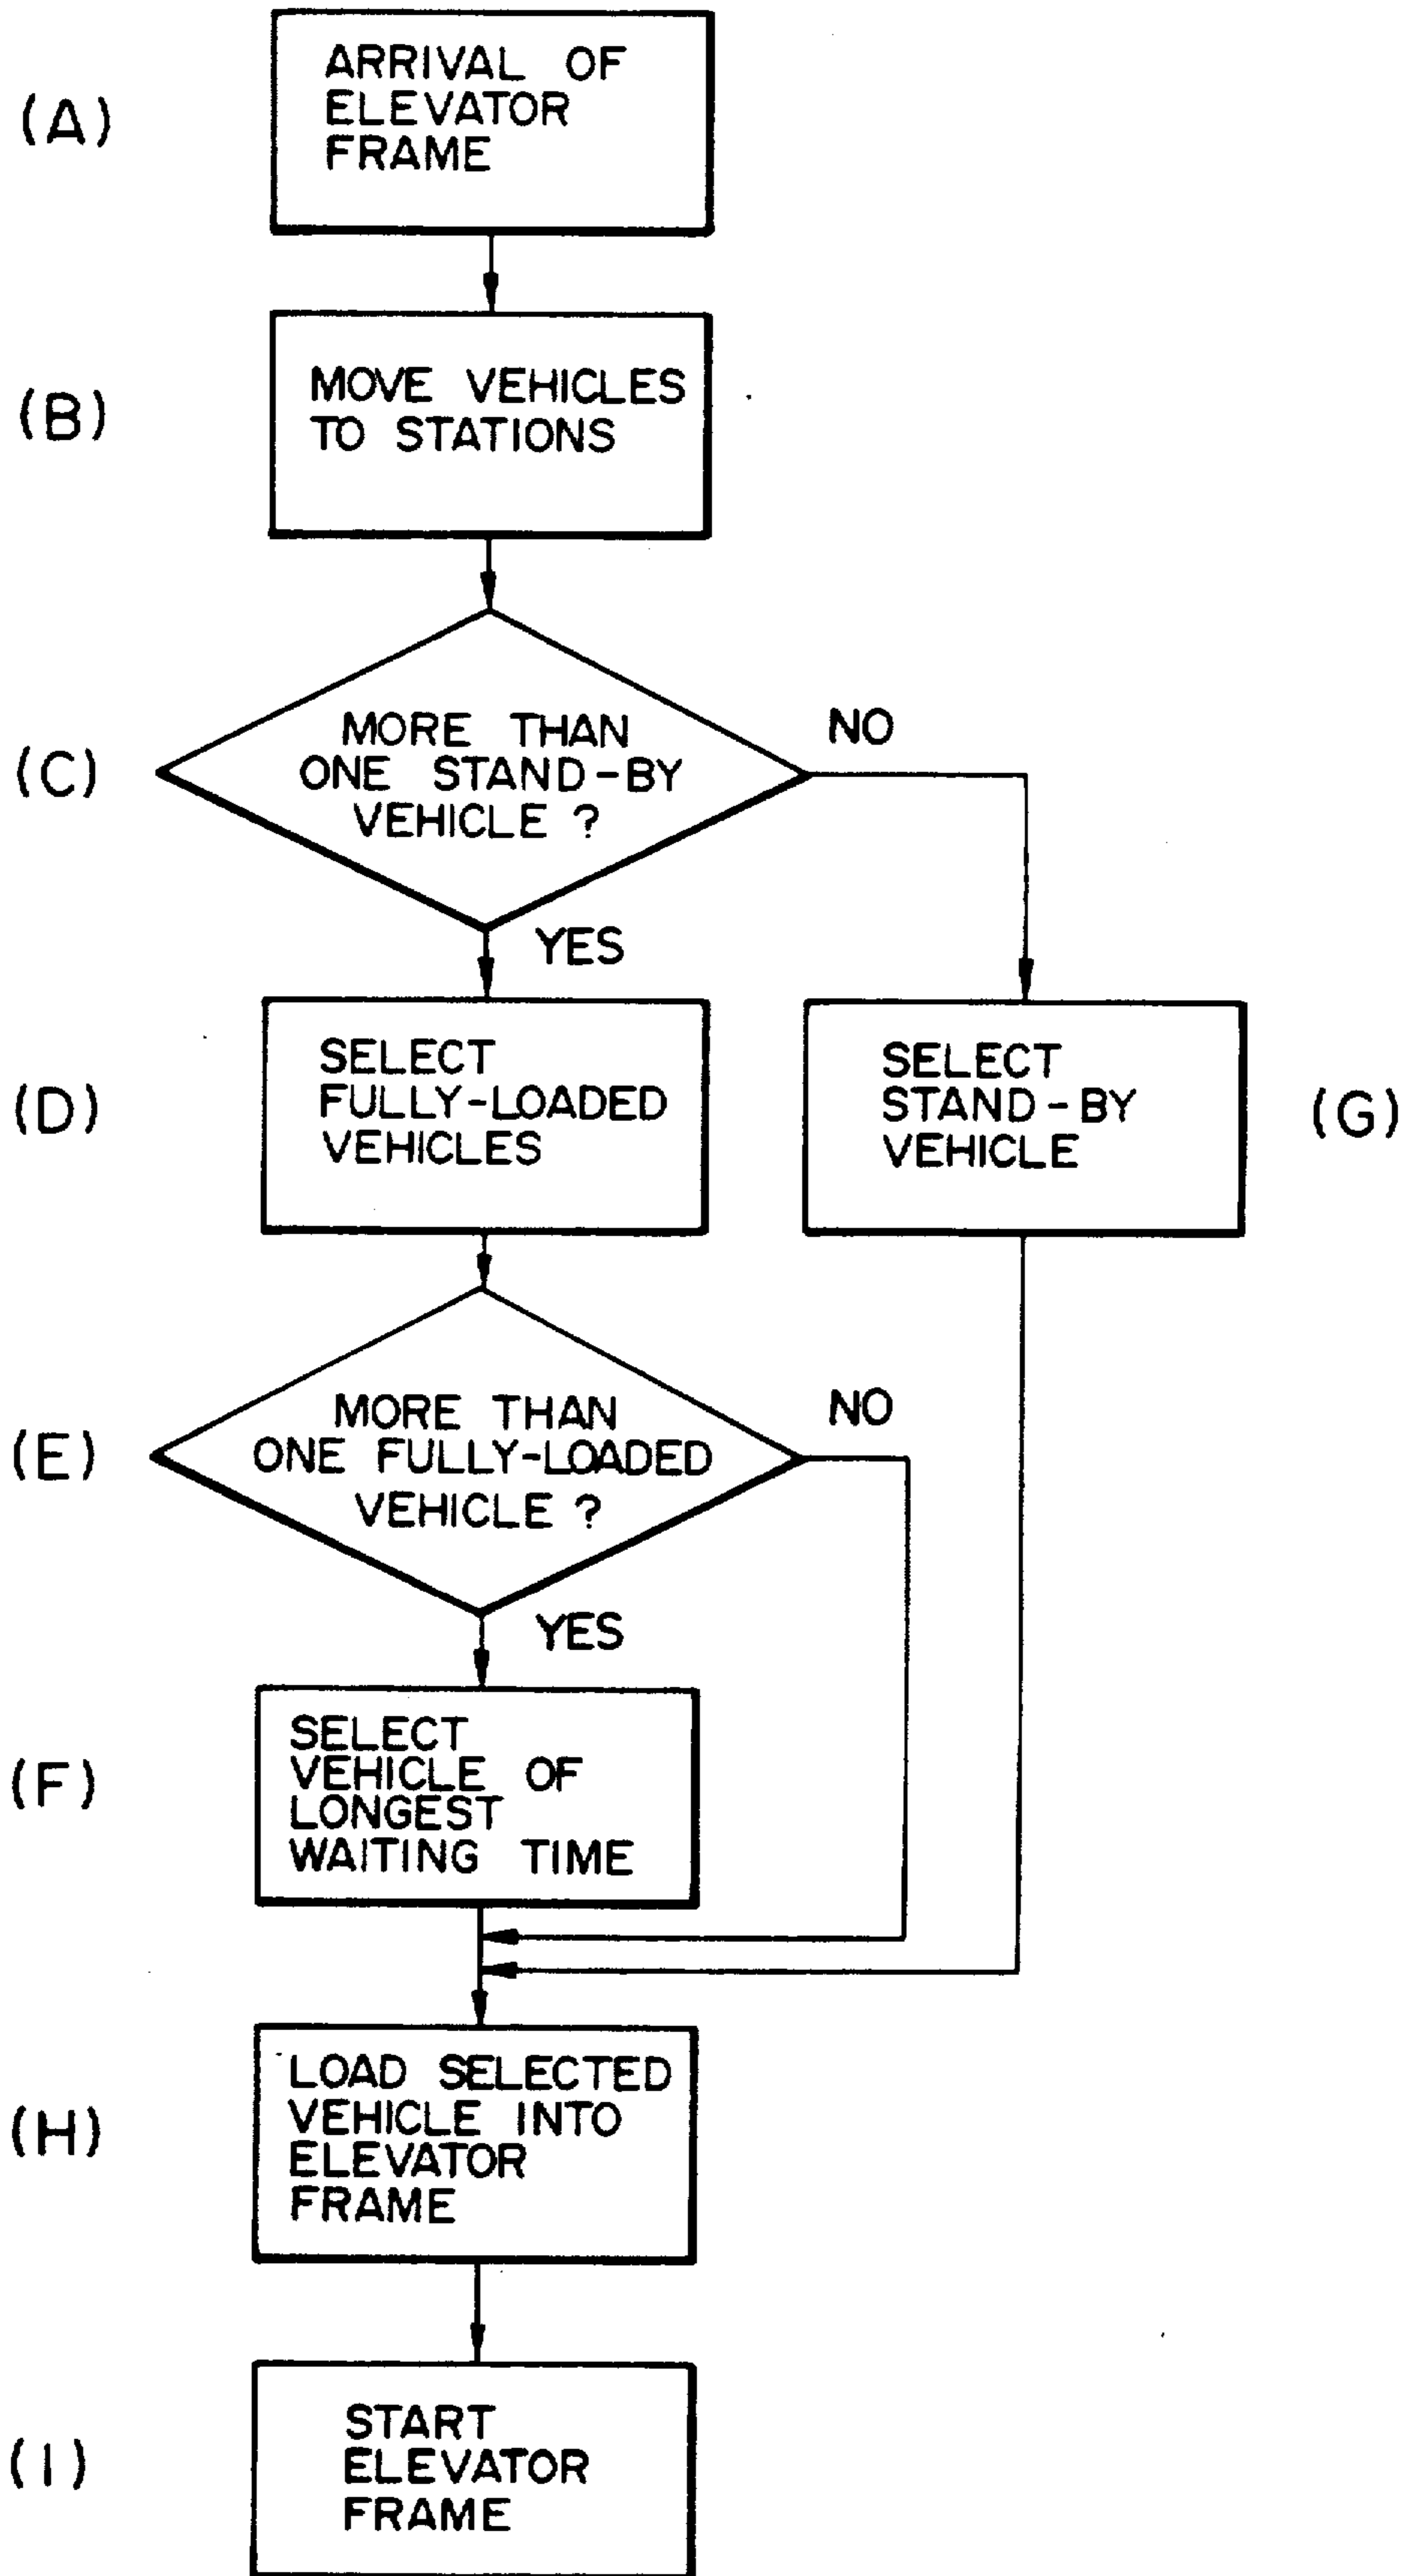 (A)
ARRIVAL OF
ELEVATOR
FRAME
(B)
MOVE VEHICLES
TO STATIONS
(C)
MORE THAN
ONE STAND-BY
VEHICLE ?
NO
YES
(D)
SELECT
FULLY-LOADED
VEHICLES
SELECT
STAND-BY
VEHICLE
(G)
(E)
MORE THAN
ONE FULLY-LOADED
VEHICLE ?
NO
YES
(F)
SELECT
VEHICLE OF
LONGEST
WAITING TIME
(H)
LOAD SELECTED
VEHICLE INTO
ELEVATOR
FRAME
(I)
START
ELEVATOR
FRAME